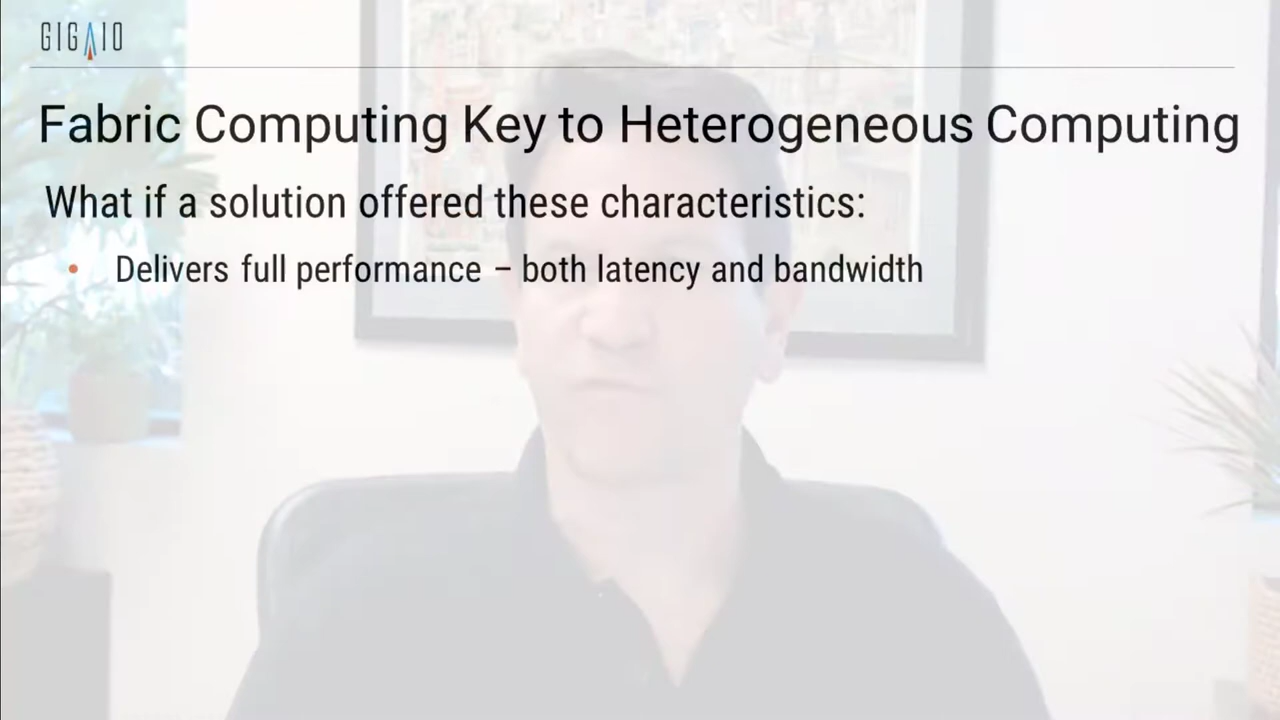 GIGAIO
Fabric Computing Key to Heterogeneous Computing
What if a solution offered these characteristics:
• Delivers full performance – both latency and bandwidth